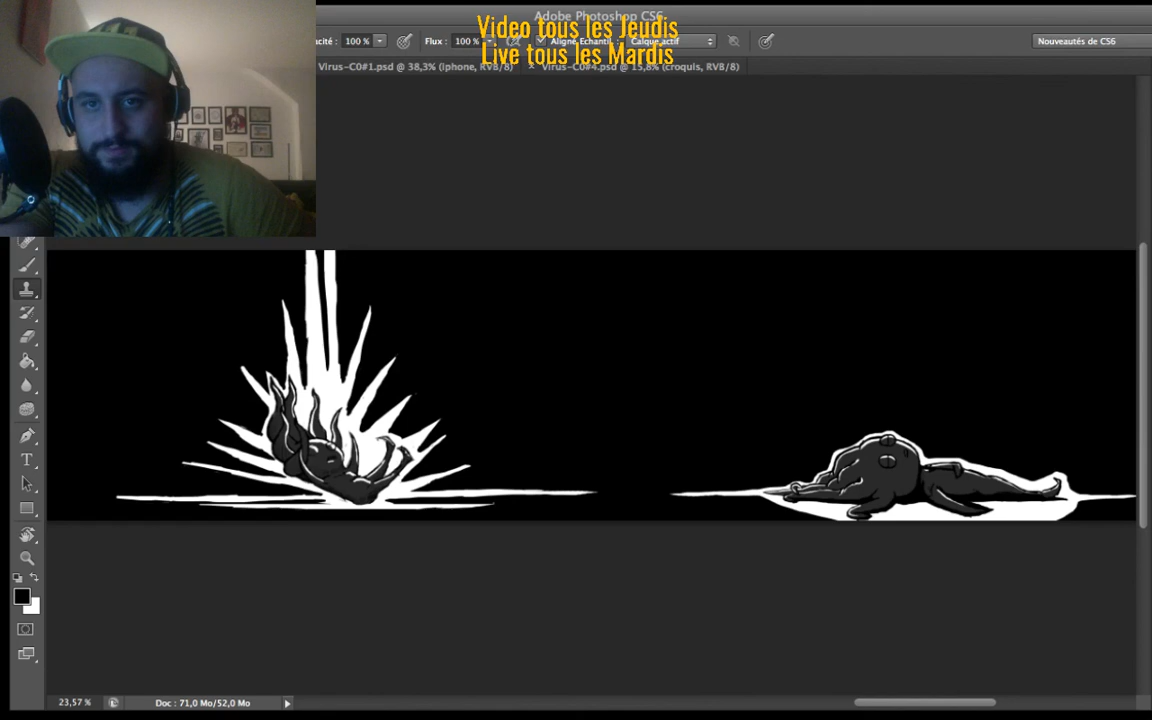 Adobe Photoshop CS6
Video tous les Jeudis
Live tous les Mardis
100 % Flux : 100 % Nouveautés de CS6
Virus-C0#1.psd @ 38,3% (iphone, RVB/8) Virus-C0#4.psd @ 15,8% (croquis, RVB/8)
T
23,57 % Doc : 71,0 Mo/52,0 Mo